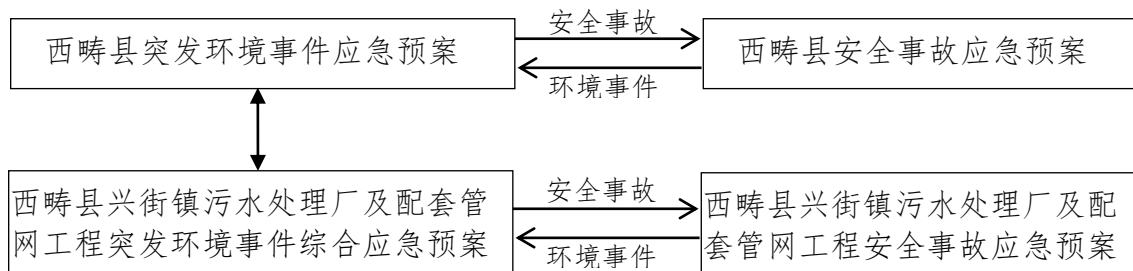 安全事故
西畴县突发环境事件应急预案
西畴县安全事故应急预案
环境事件
西畴县兴街镇污水处理厂及配套管
网工程突发环境事件综合应急预案
安全事故
环境事件
西畴县兴街镇污水处理厂及配
套管网工程安全事故应急预案